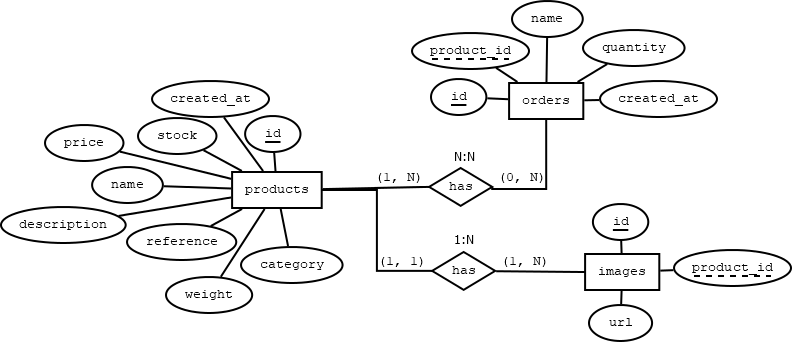 name
product_id
quantity
id
orders
created_at
created_at
stock
id
price
N:N
name
products
(1, N)
has
(0, N)
description
id
reference
1:N
category
(1, 1)
has
(1, N)
images
product_id
weight
url